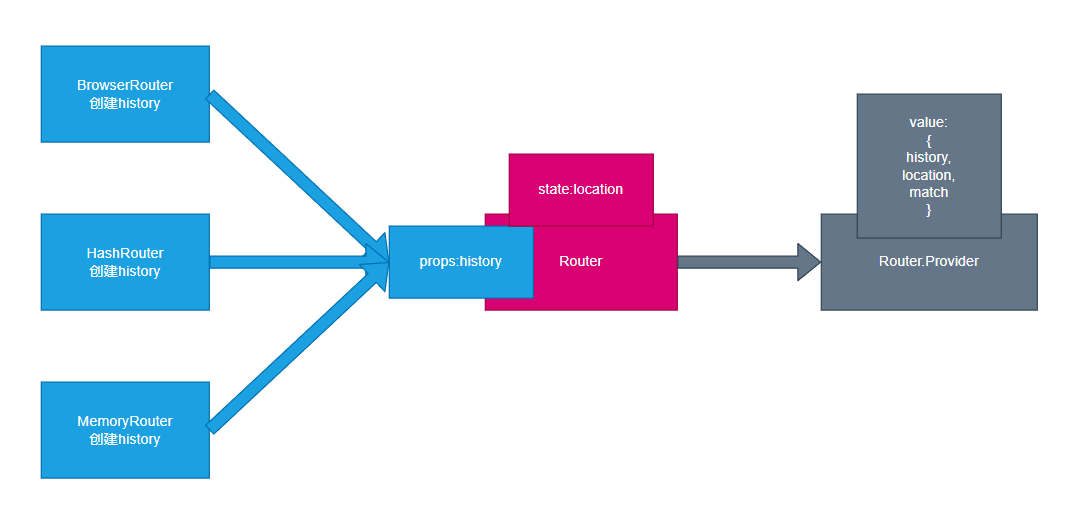 BrowserRouter
创建history
HashRouter
创建history
MemoryRouter
创建history
props:history
state:location
Router
value:
{
history,
location,
match
}
Router.Provider